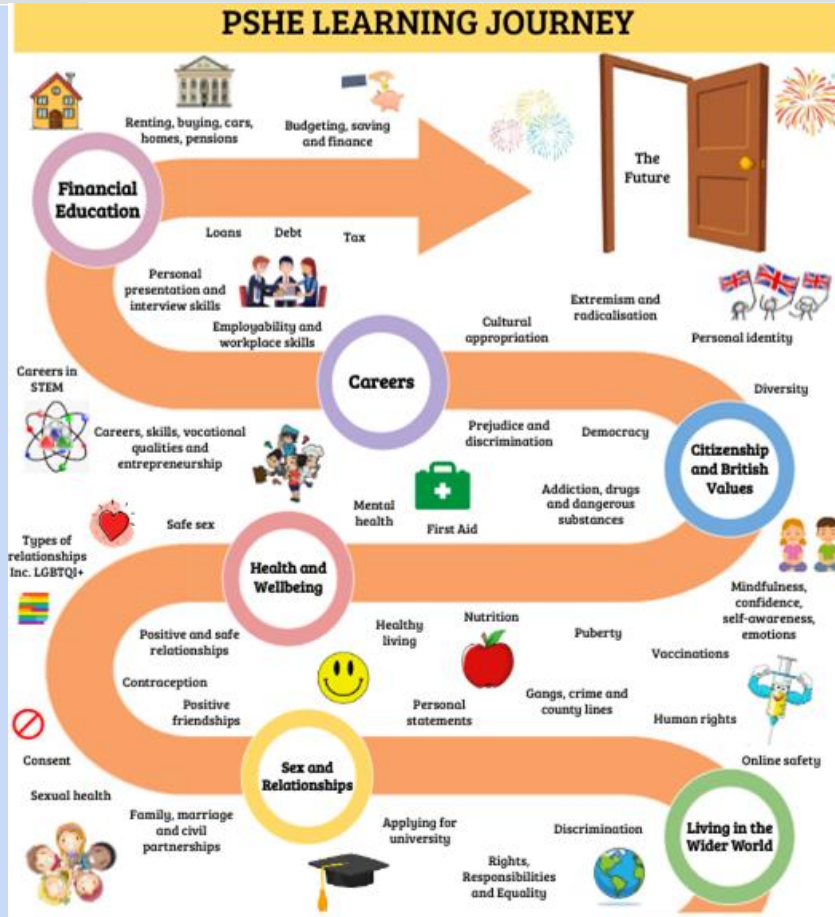 PSHE LEARNING JOURNEY
Renting, buying, cars,
homes, pensions
Budgeting, saving
and finance
The
Future
Financial
Education
Loans
Debt
Tax
Personal
presentation and
interview skills
Employability and
workplace skills
Cultural
appropriation
Extremism and
radicalisation
Personal identity
Careers in
STEM
Careers
Diversity
Careers, skills, vocational
qualities and
entrepreneurship
Prejudice and
discrimination
Democracy
Citizenship
and British
Values
Mental
health
First Aid
Addiction, drugs
and dangerous
substances
Safe sex
Types of
relationships
Inc. LGBTQI+
Health and
Wellbeing
Mindfulness,
confidence,
self-awareness,
emotions
Positive and safe
relationships
Healthy
living
Nutrition
Puberty
Vaccinations
Contraception
Positive
friendships
Personal
statements
Gangs, crime and
county lines
Human rights
Consent
Sex and
Relationships
Online safety
Sexual health
Family, marriage
and civil
partnerships
Applying for
university
Discrimination
Living in the
Wider World
Rights,
Responsibilities
and Equality